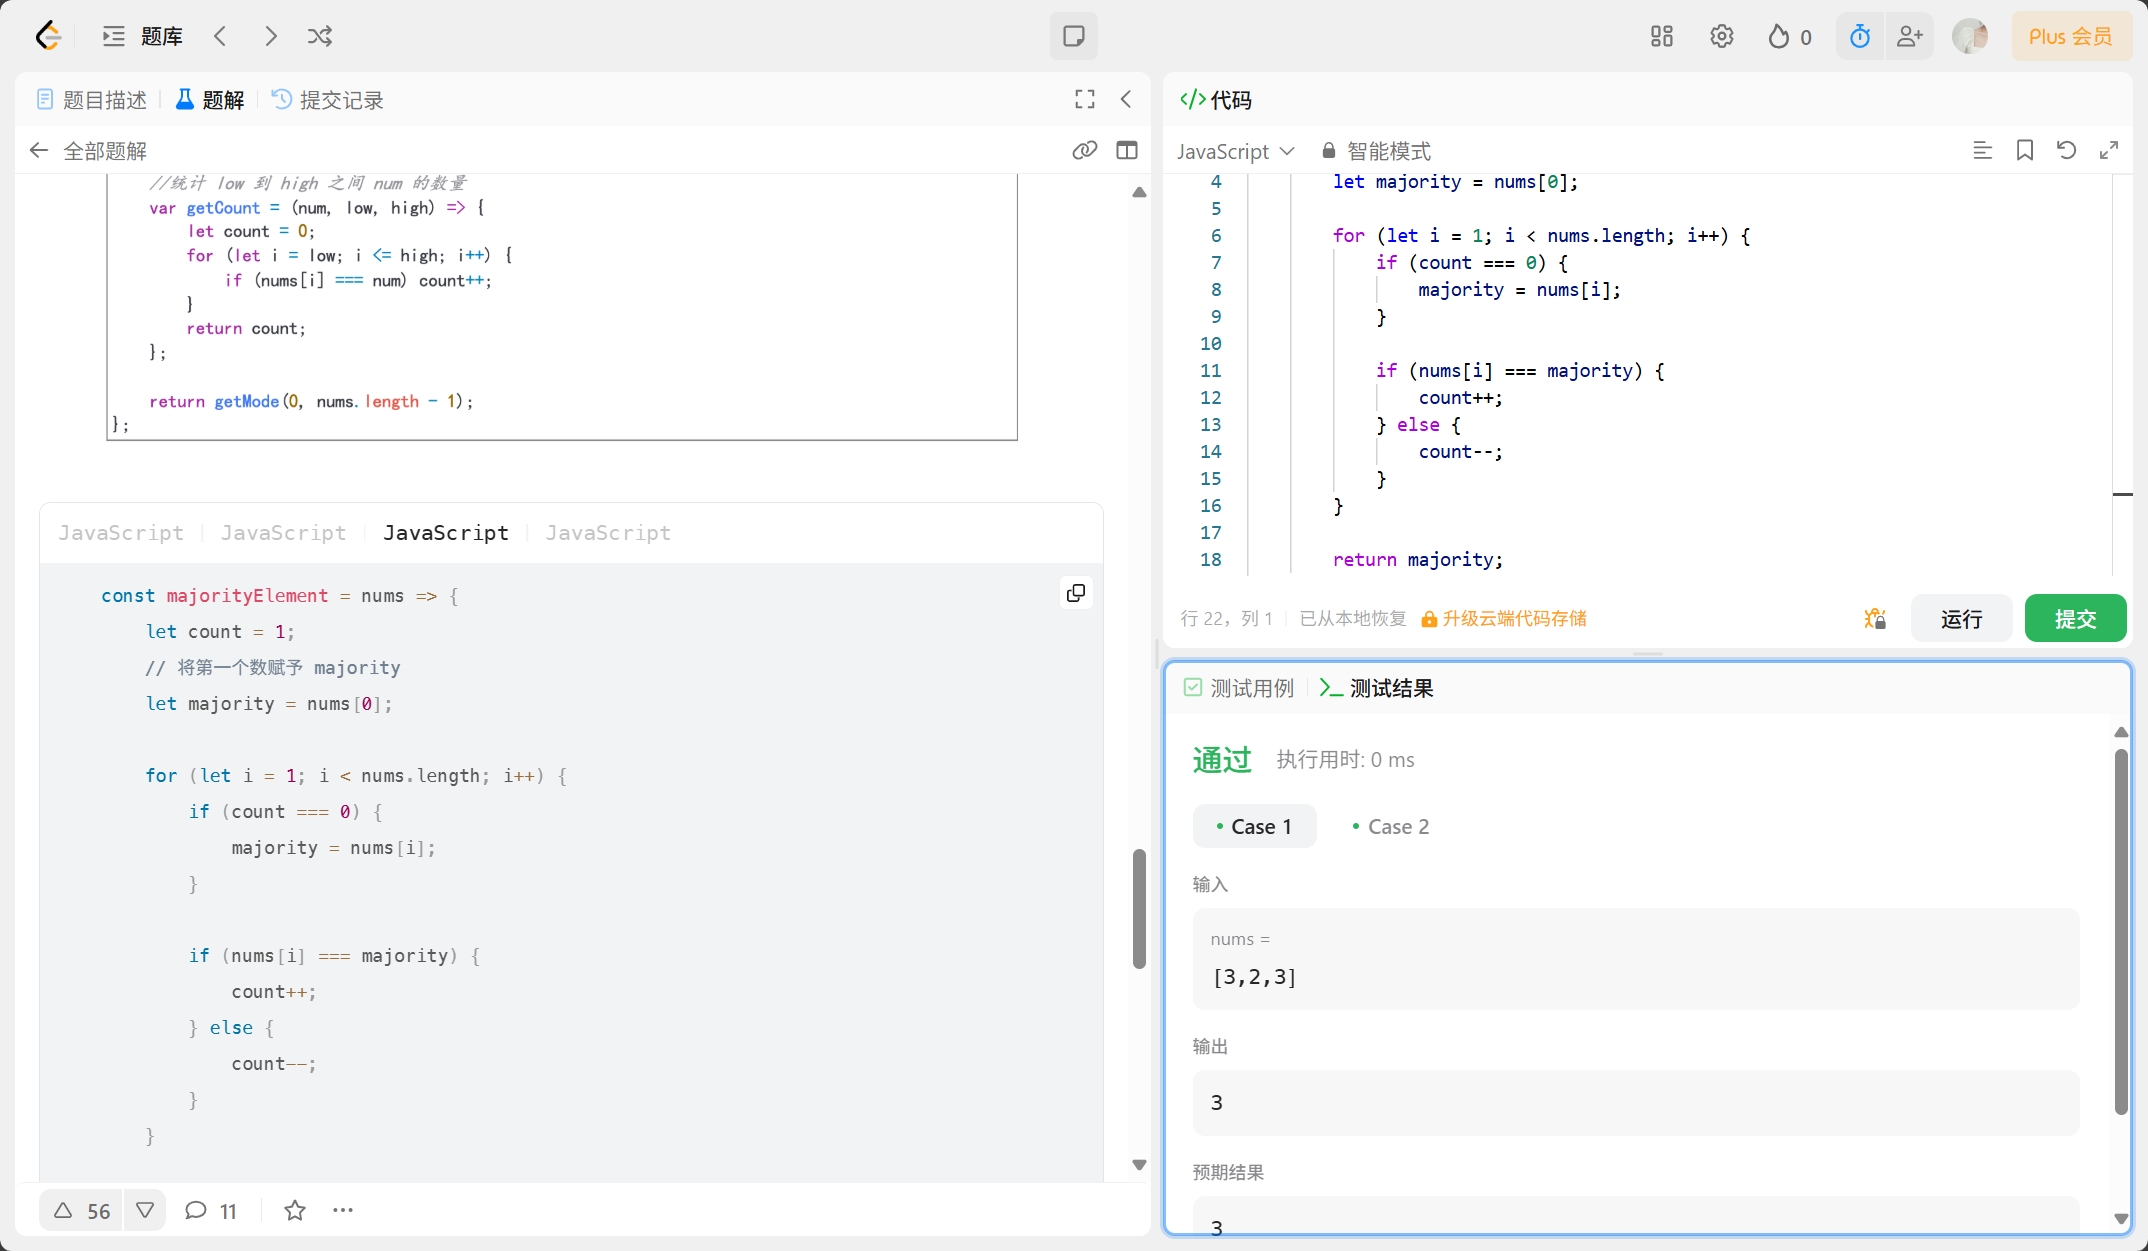 题库
0
Plus 会员
题目描述
题解
提交记录
全部题解
//统计 low 到 high 之间 num 的数量
var getCount = (num, low, high) => {
let count = 0;
for (let i = low; i <= high; i++) {
if (nums[i] === num) count++;
}
return count;
};
return getMode(0, nums.length - 1);
};
JavaScript JavaScript JavaScript JavaScript
const majorityElement = nums => {
let count = 1;
// 将第一个数赋予 majority
let majority = nums[0];
for (let i = 1; i < nums.length; i++) {
if (count === 0) {
majority = nums[i];
}
if (nums[i] === majority) {
count++;
} else {
count--;
}
}
56
11
代码
JavaScript
智能模式
4 let majority = nums[0];
5
6 for (let i = 1; i < nums.length; i++) {
7 if (count === 0) {
8 majority = nums[i];
9 }
10
11 if (nums[i] === majority) {
12 count++;
13 } else {
14 count--;
15 }
16 }
17
18 return majority;
行 22，列 1
已从本地恢复
升级云端代码存储
运行
提交
测试用例
测试结果
通过
执行用时: 0 ms
Case 1
Case 2
输入
nums =
[3,2,3]
输出
3
预期结果
3